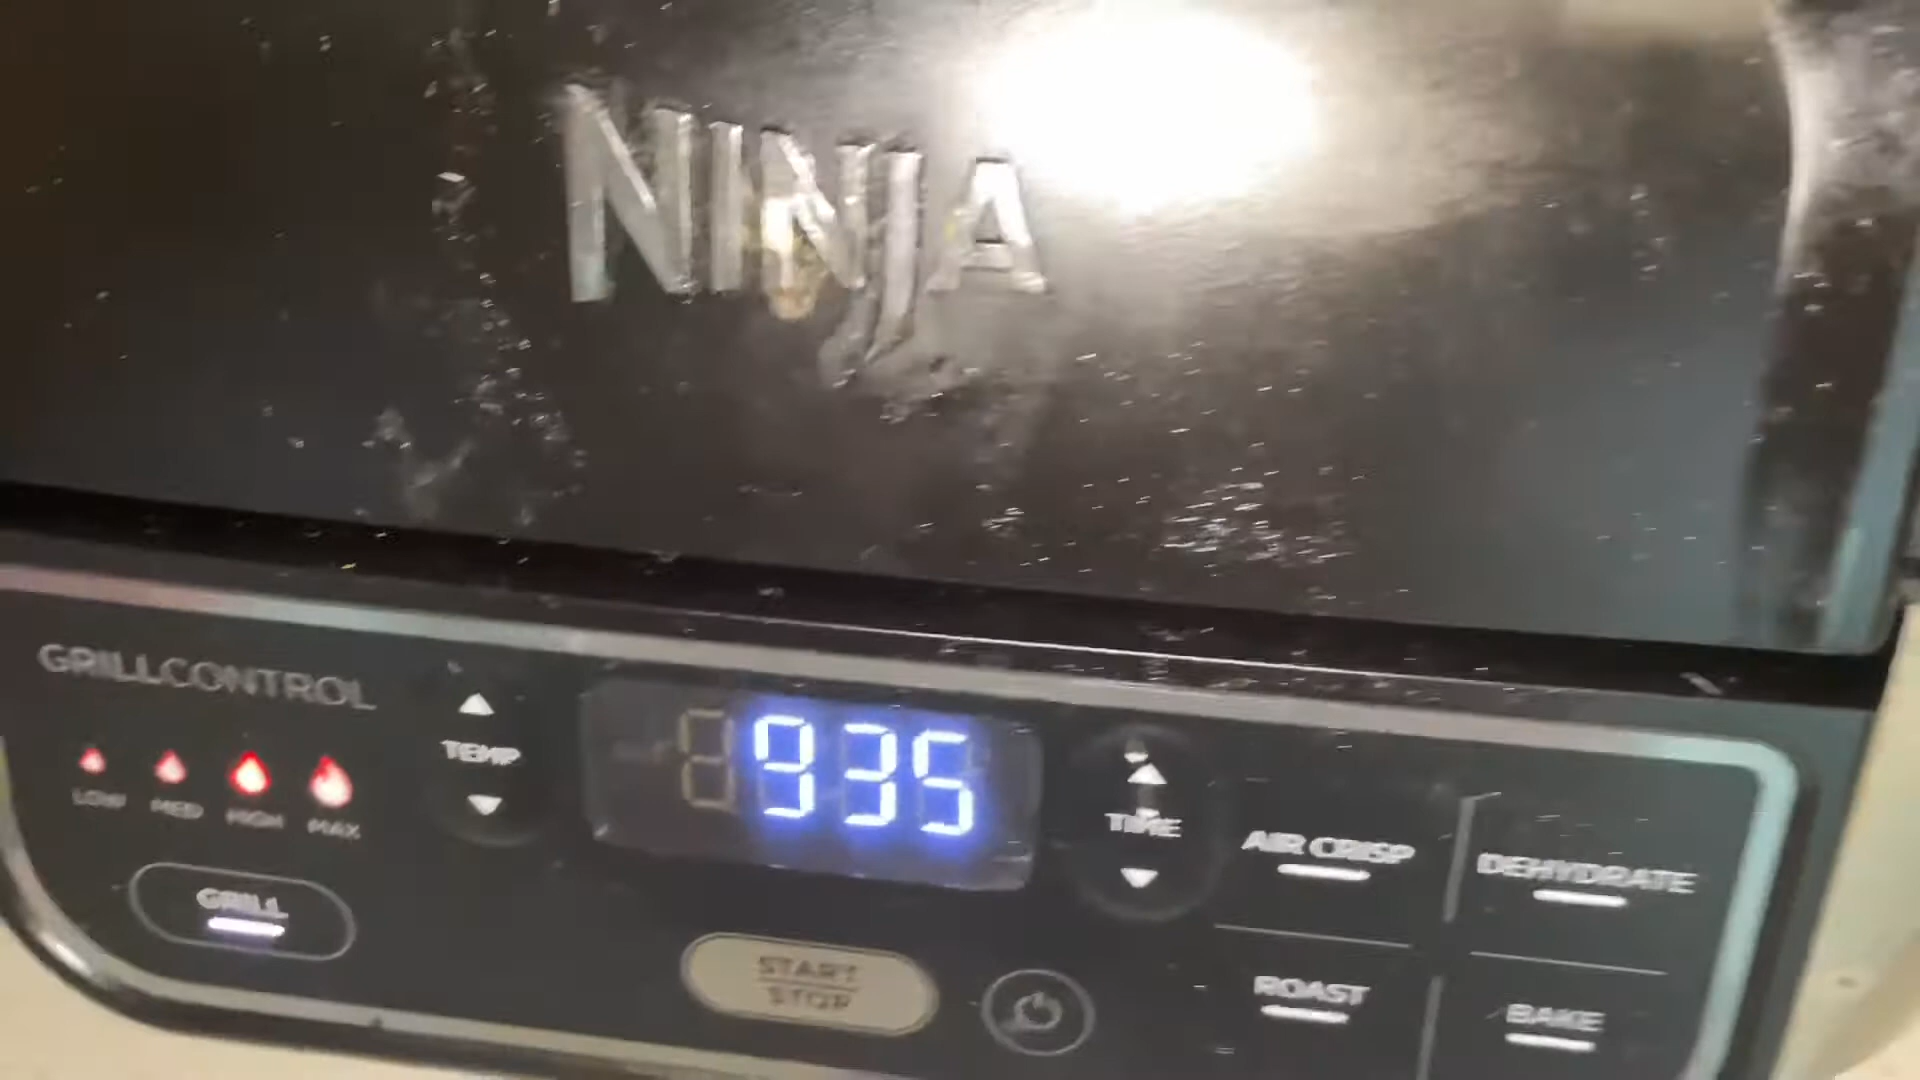 NINJA
GRILLCONTROL
TEMP
935
TIME
LOW MED HIGH MAX
AIR CRISP
DEHYDRATE
GRILL
START
STOP
ROAST
BAKE